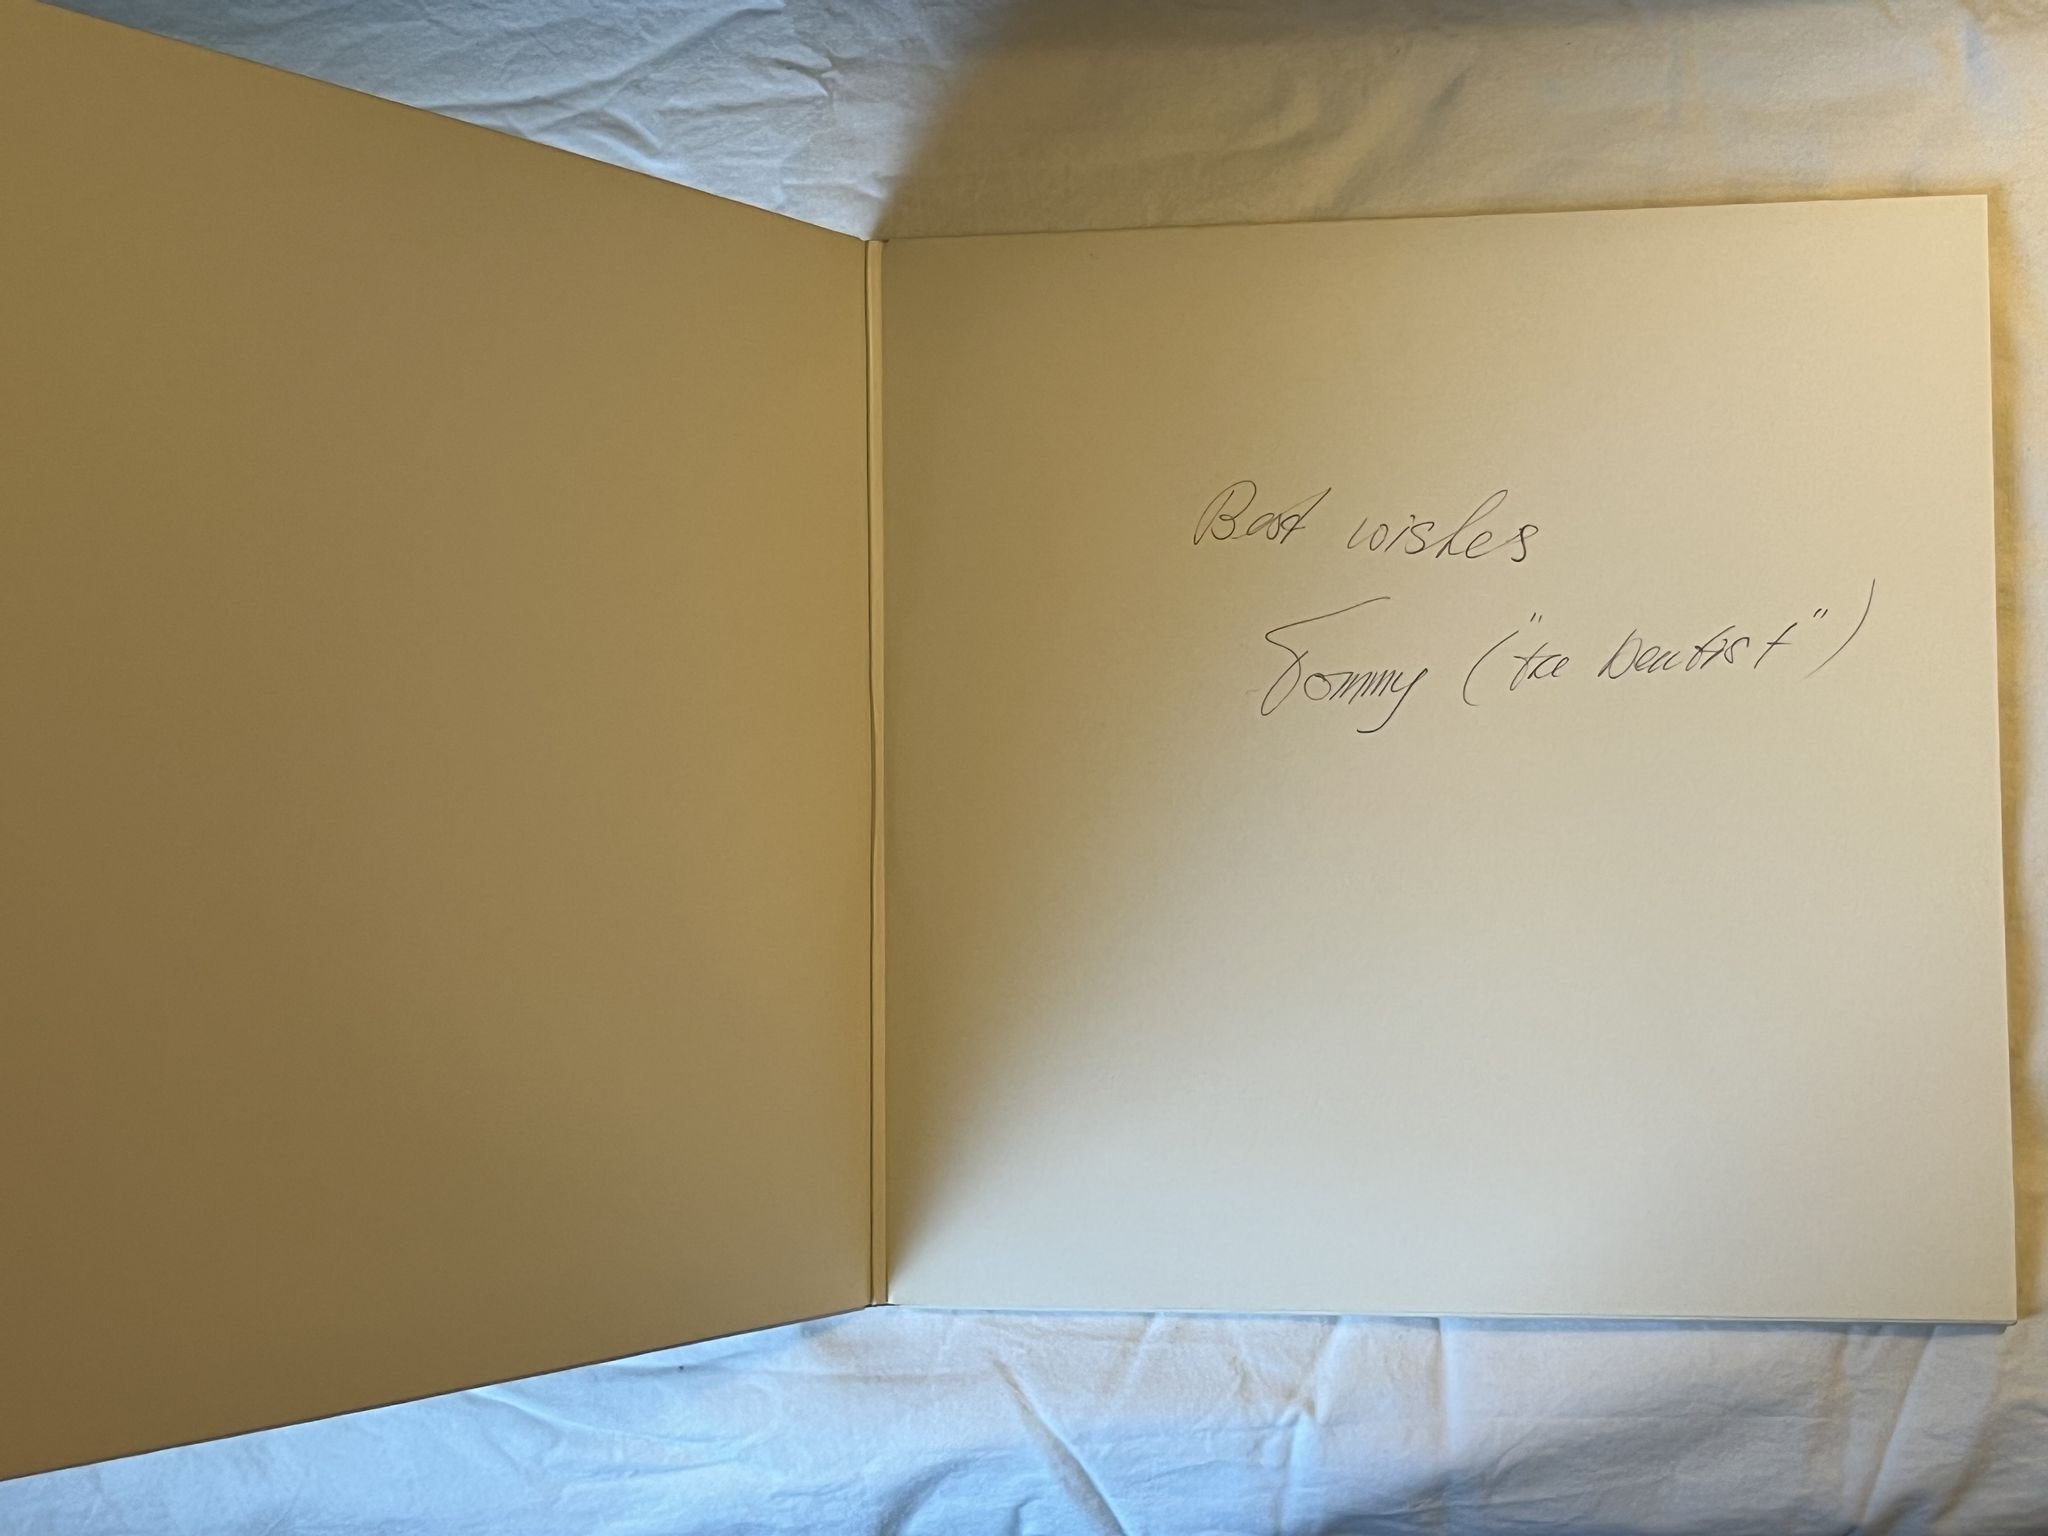 Best wishes
Tommy ("the Dentist")